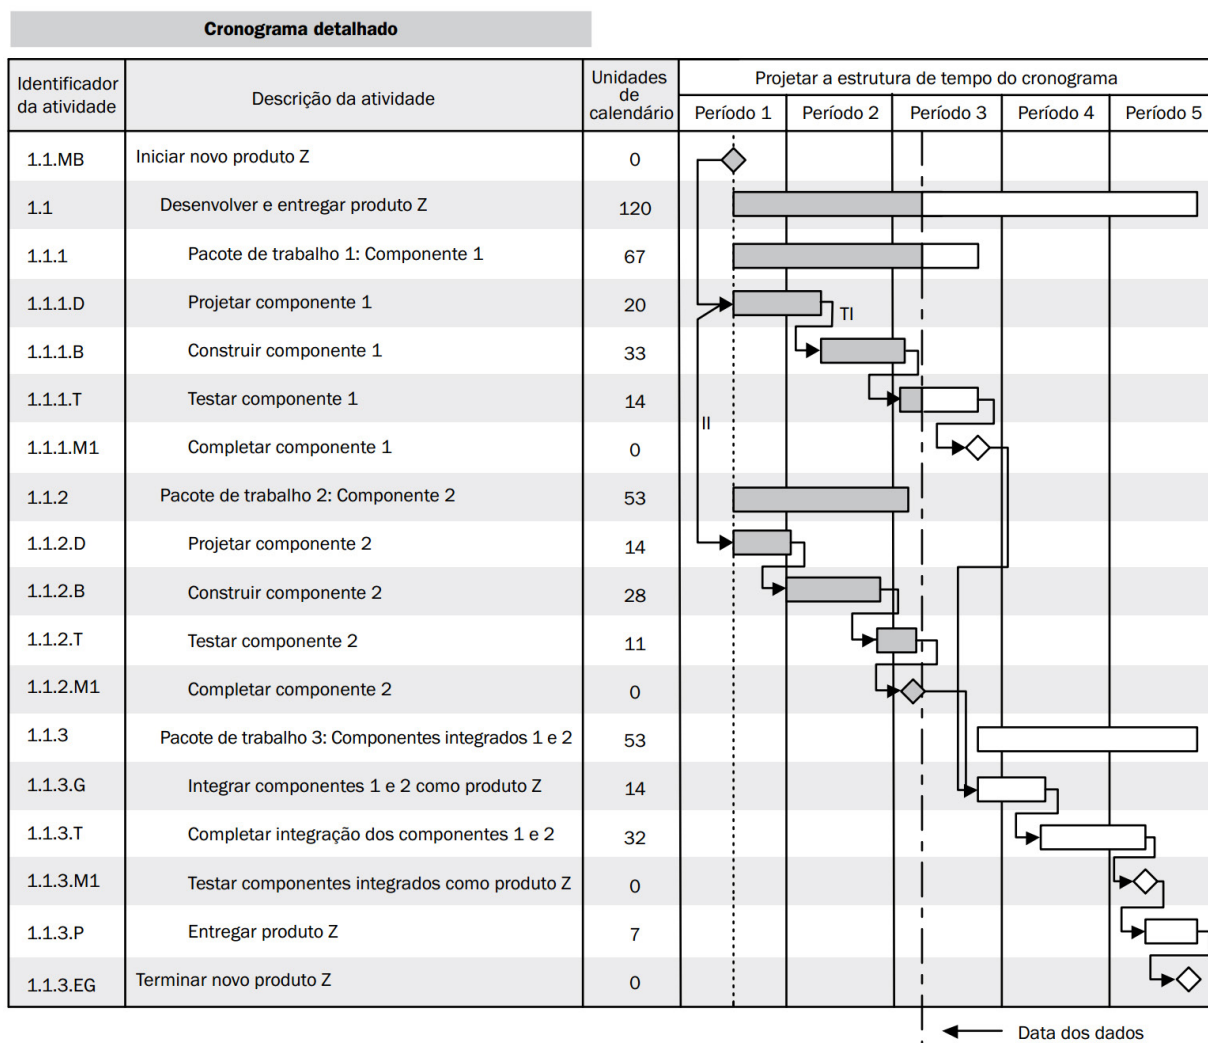 Cronograma detalhado
Identificador
da atividade
Descrição da atividade
Unidades
de
calendário
Projetar a estrutura de tempo do cronograma
Período 1 Período 2 Período 3 Período 4 Período 5
1.1.MB Iniciar novo produto Z 0
1.1 Desenvolver e entregar produto Z 120
1.1.1 Pacote de trabalho 1: Componente 1 67
1.1.1.D Projetar componente 1 20
TI
1.1.1.B Construir componente 1 33
1.1.1.T Testar componente 1 14
II
1.1.1.M1 Completar componente 1 0
1.1.2 Pacote de trabalho 2: Componente 2 53
1.1.2.D Projetar componente 2 14
1.1.2.B Construir componente 2 28
1.1.2.T Testar componente 2 11
1.1.2.M1 Completar componente 2 0
1.1.3 Pacote de trabalho 3: Componentes integrados 1 e 2 53
1.1.3.G Integrar componentes 1 e 2 como produto Z 14
1.1.3.T Completar integração dos componentes 1 e 2 32
1.1.3.M1 Testar componentes integrados como produto Z 0
1.1.3.P Entregar produto Z 7
1.1.3.EG Terminar novo produto Z 0
Data dos dados